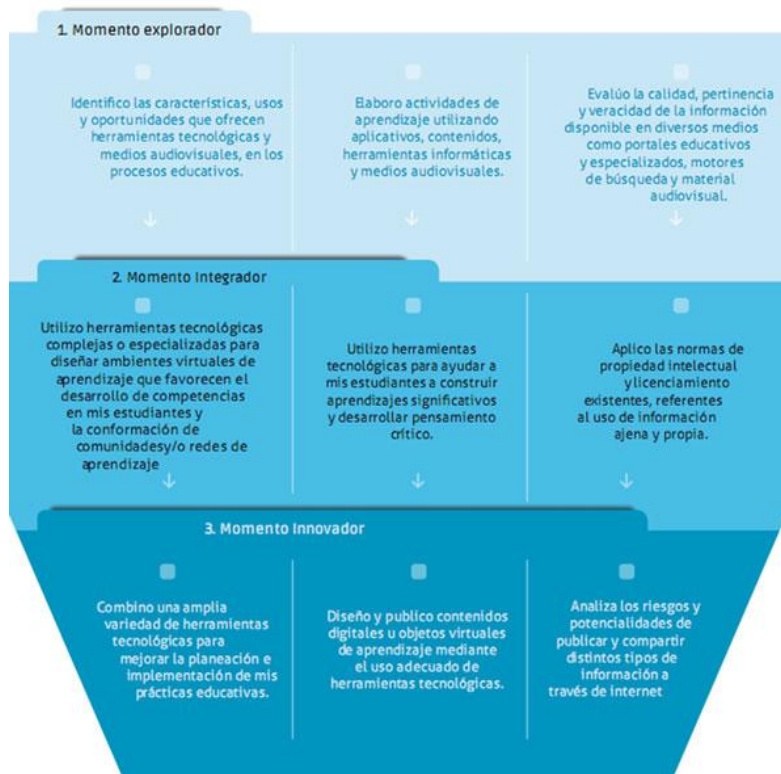 1. Momento explorador
Identifico las características, usos
y oportunidades que ofrecen
herramientas tecnológicas y
medios audiovisuales, en los
procesos educativos.
Elaboro actividades de
aprendizaje utilizando
aplicativos, contenidos,
herramientas informáticas
y medios audiovisuales.
Evalúo la calidad, pertinencia
y veracidad de la información
disponible en diversos medios
como portales educativos
y especializados, motores
de búsqueda y material
audiovisual.
2. Momento Integrador
Utilizo herramientas tecnológicas
complejas o especializadas para
diseñar ambientes virtuales de
aprendizaje que favorecen el
desarrollo de competencias
en mis estudiantes y
la conformación de
comunidadesy/o redes de
aprendizaje
Utilizo herramientas
tecnológicas para ayudar a
mis estudiantes a construir
aprendizajes significativos
y desarrollar pensamiento
crítico.
Aplico las normas de
propiedad intelectual
ylicenciamiento
existentes, referentes
al uso de información
ajena y propia.
3. Momento Innovador
Combino una amplia
variedad de herramientas
tecnológicas para
mejorar la planeación e
implementación de mis
prácticas educativas.
Diseño y publico contenidos
digitales u objetos virtuales
de aprendizaje mediante
el uso adecuado de
herramientas tecnológicas.
Analiza los riesgos y
potencialidades de
publicar y compartir
distintos tipos de
información a
través de internet